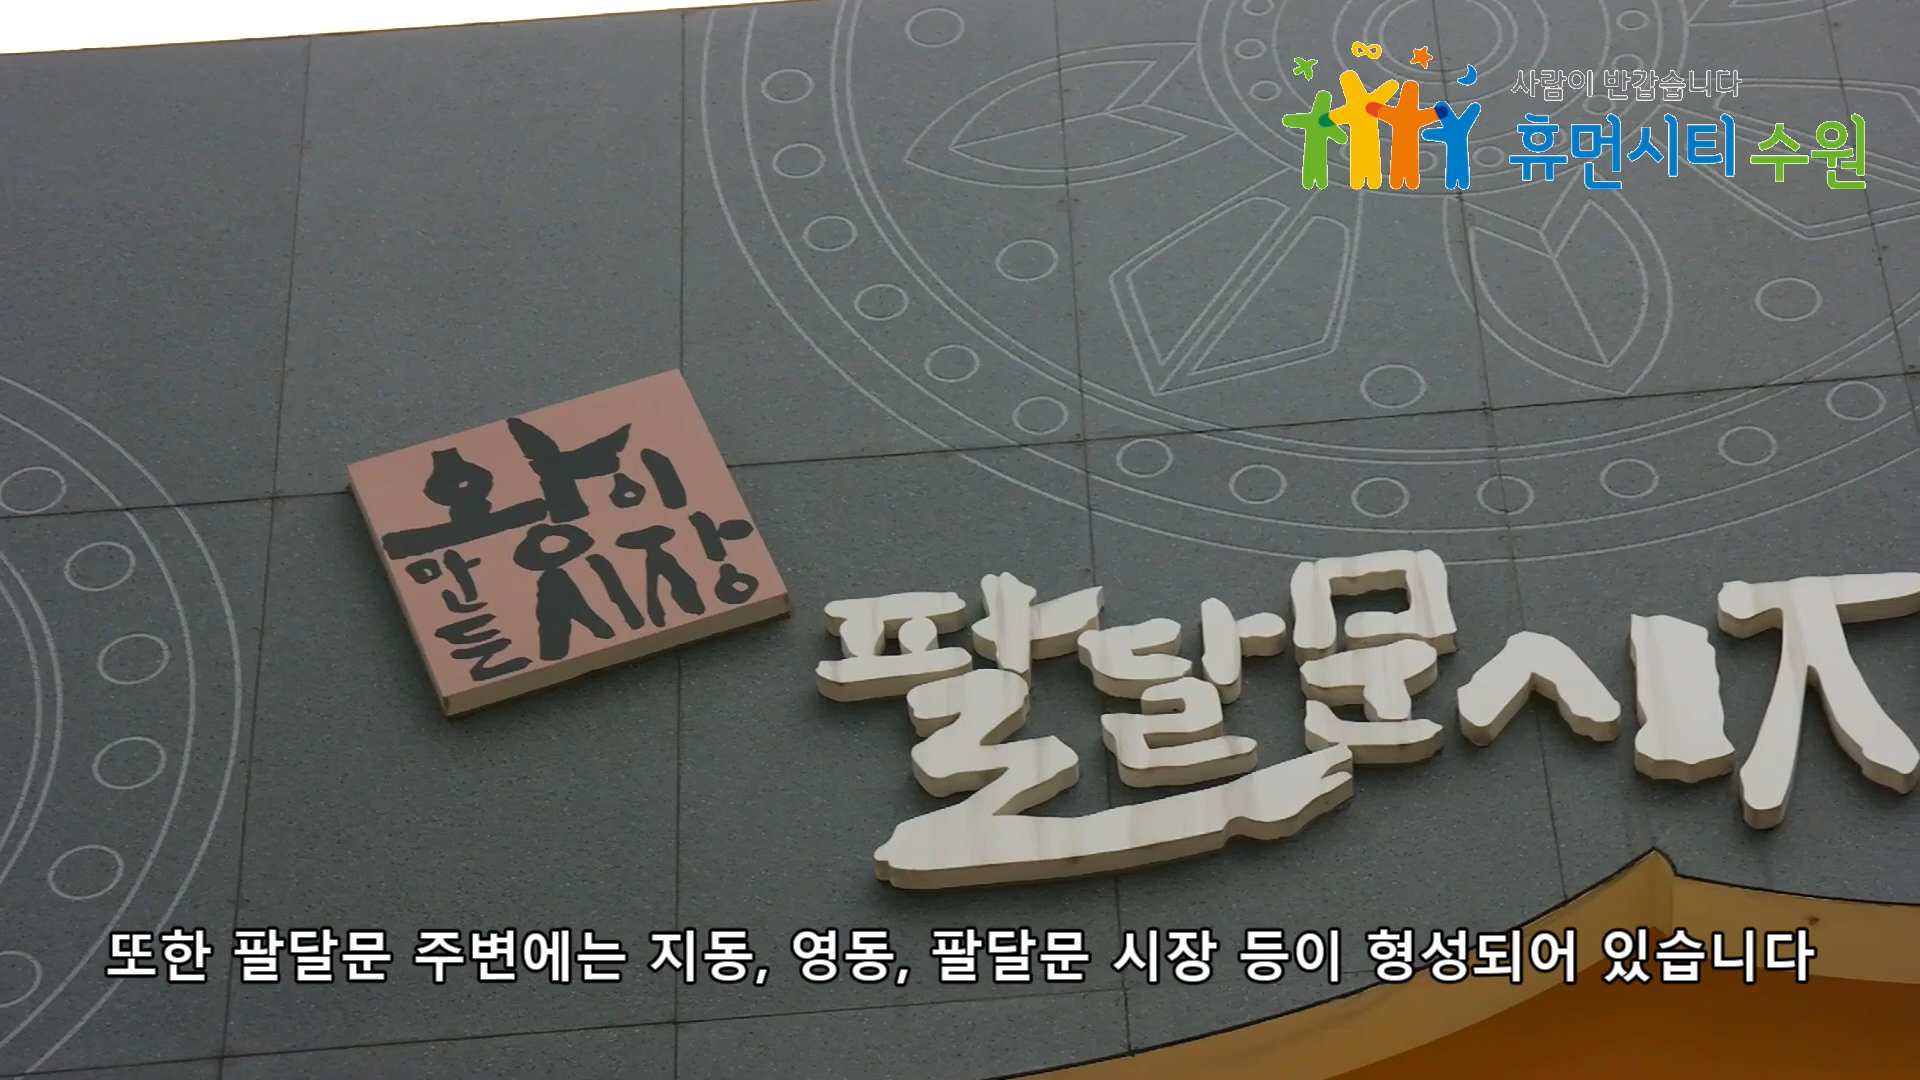 사람이 반갑습니다
휴먼시티 수원
왕이
만든 시장
팔달문시
또한 팔달문 주변에는 지동, 영동, 팔달문 시장 등이 형성되어 있습니다